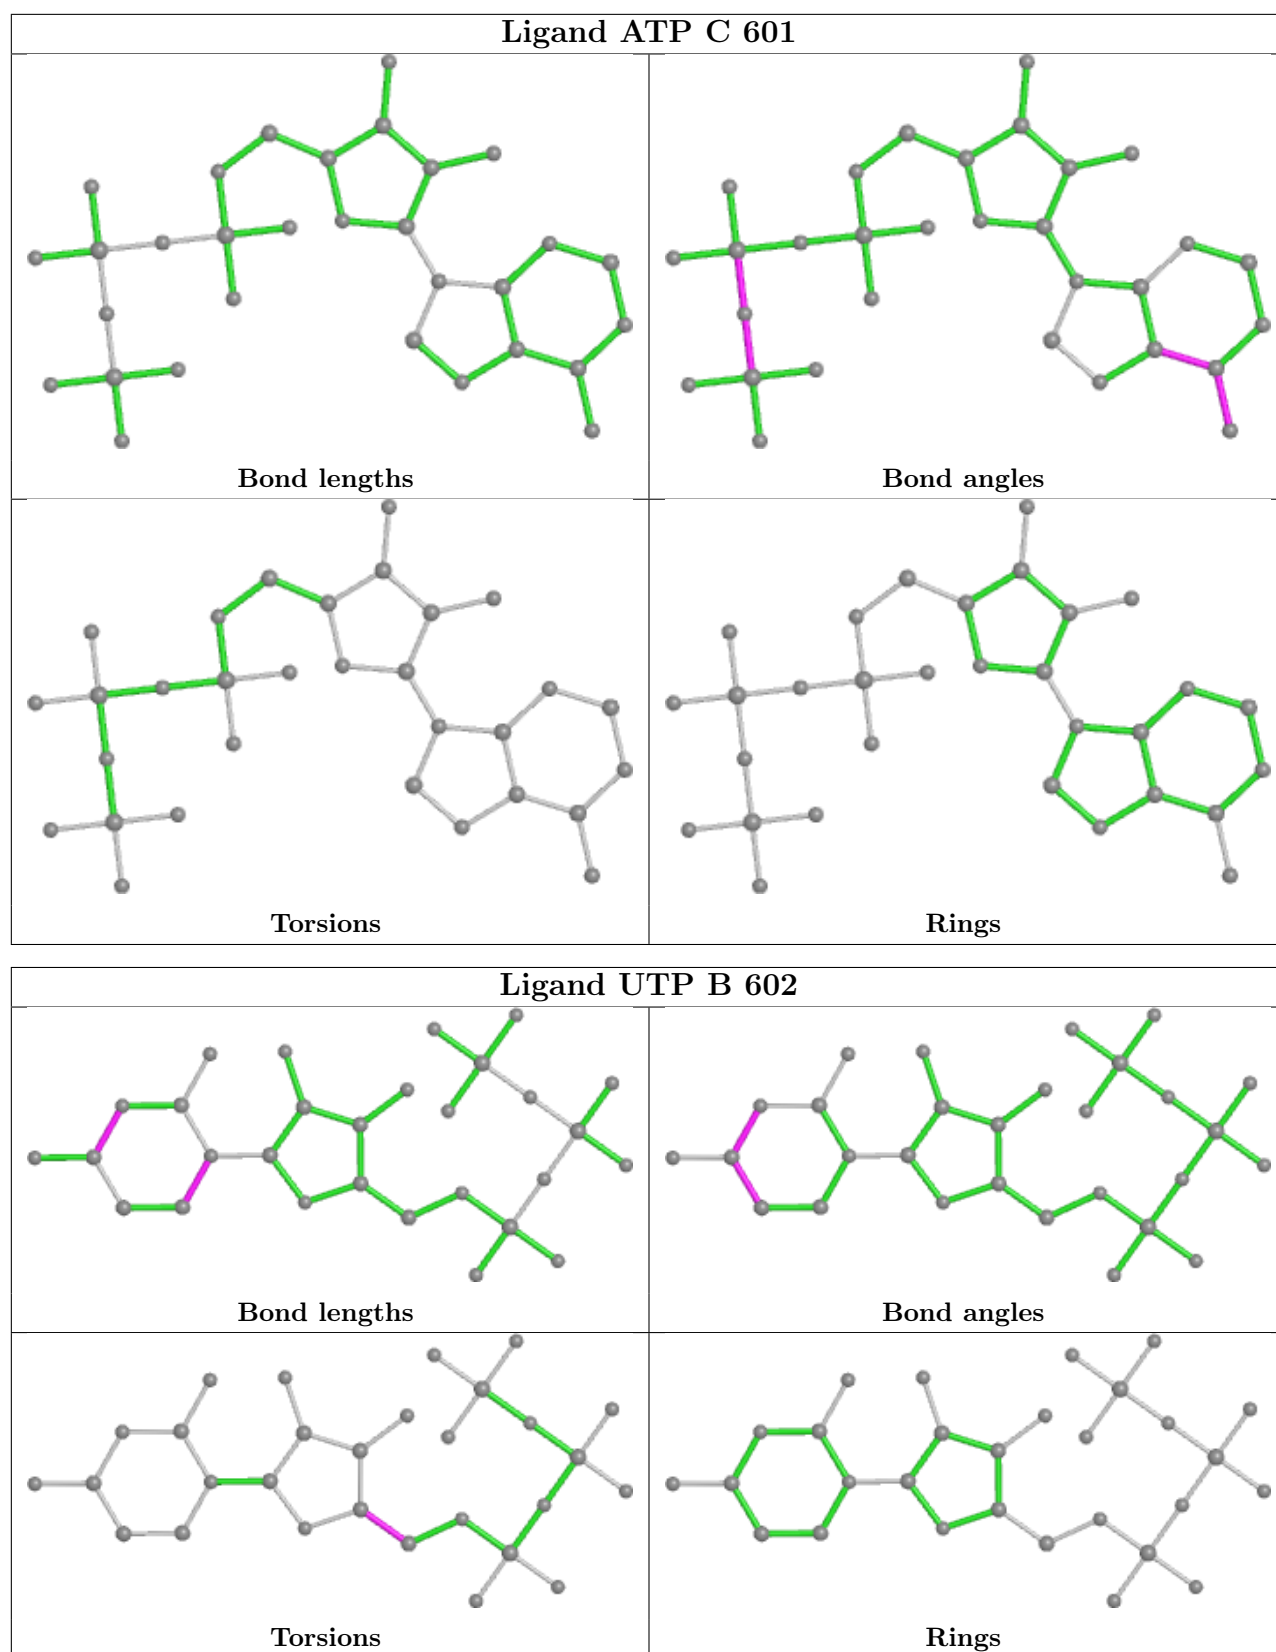 Ligand ATP C 601
Bond lengths
Bond angles
Torsions
Rings
Ligand UTP B 602
Bond lengths
Bond angles
Torsions
Rings